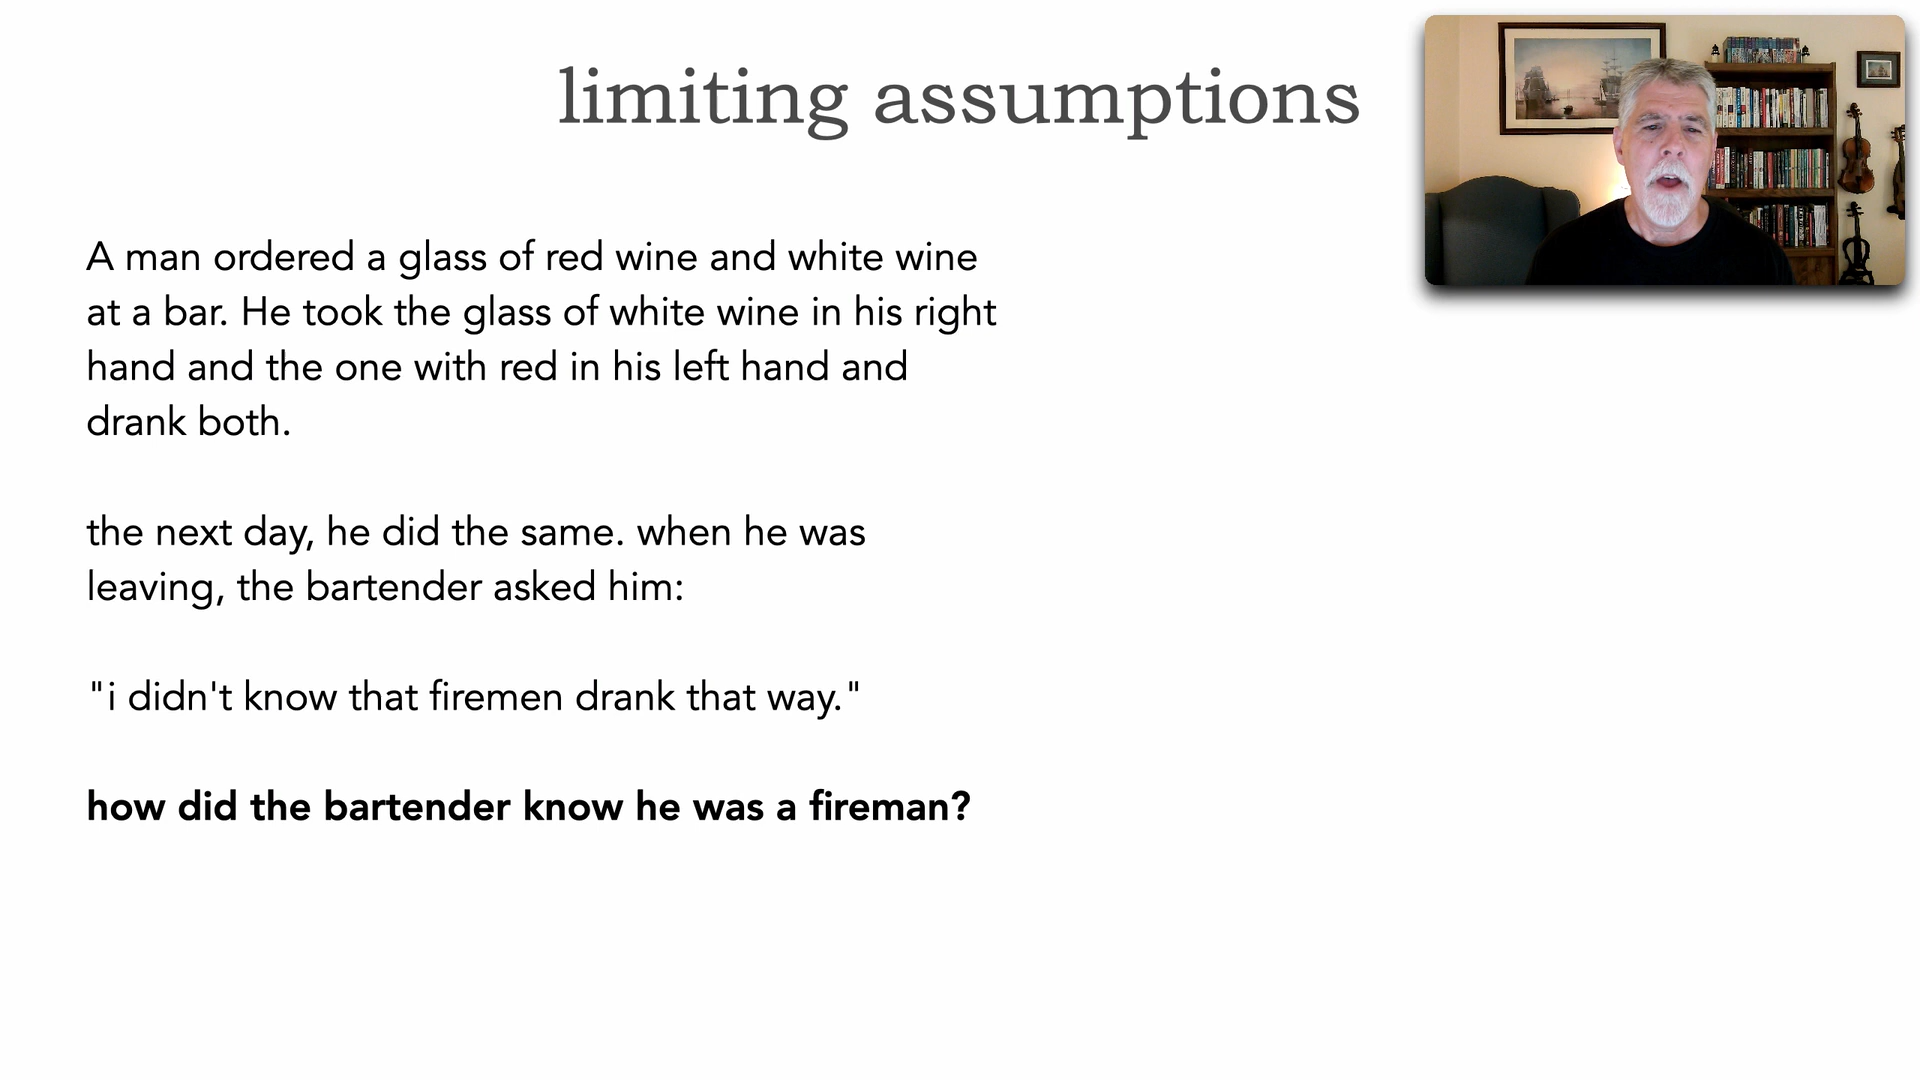 limiting assumptions
A man ordered a glass of red wine and white wine
at a bar. He took the glass of white wine in his right
hand and the one with red in his left hand and
drank both.
the next day, he did the same. when he was
leaving, the bartender asked him:
"i didn't know that firemen drank that way."
how did the bartender know he was a fireman?